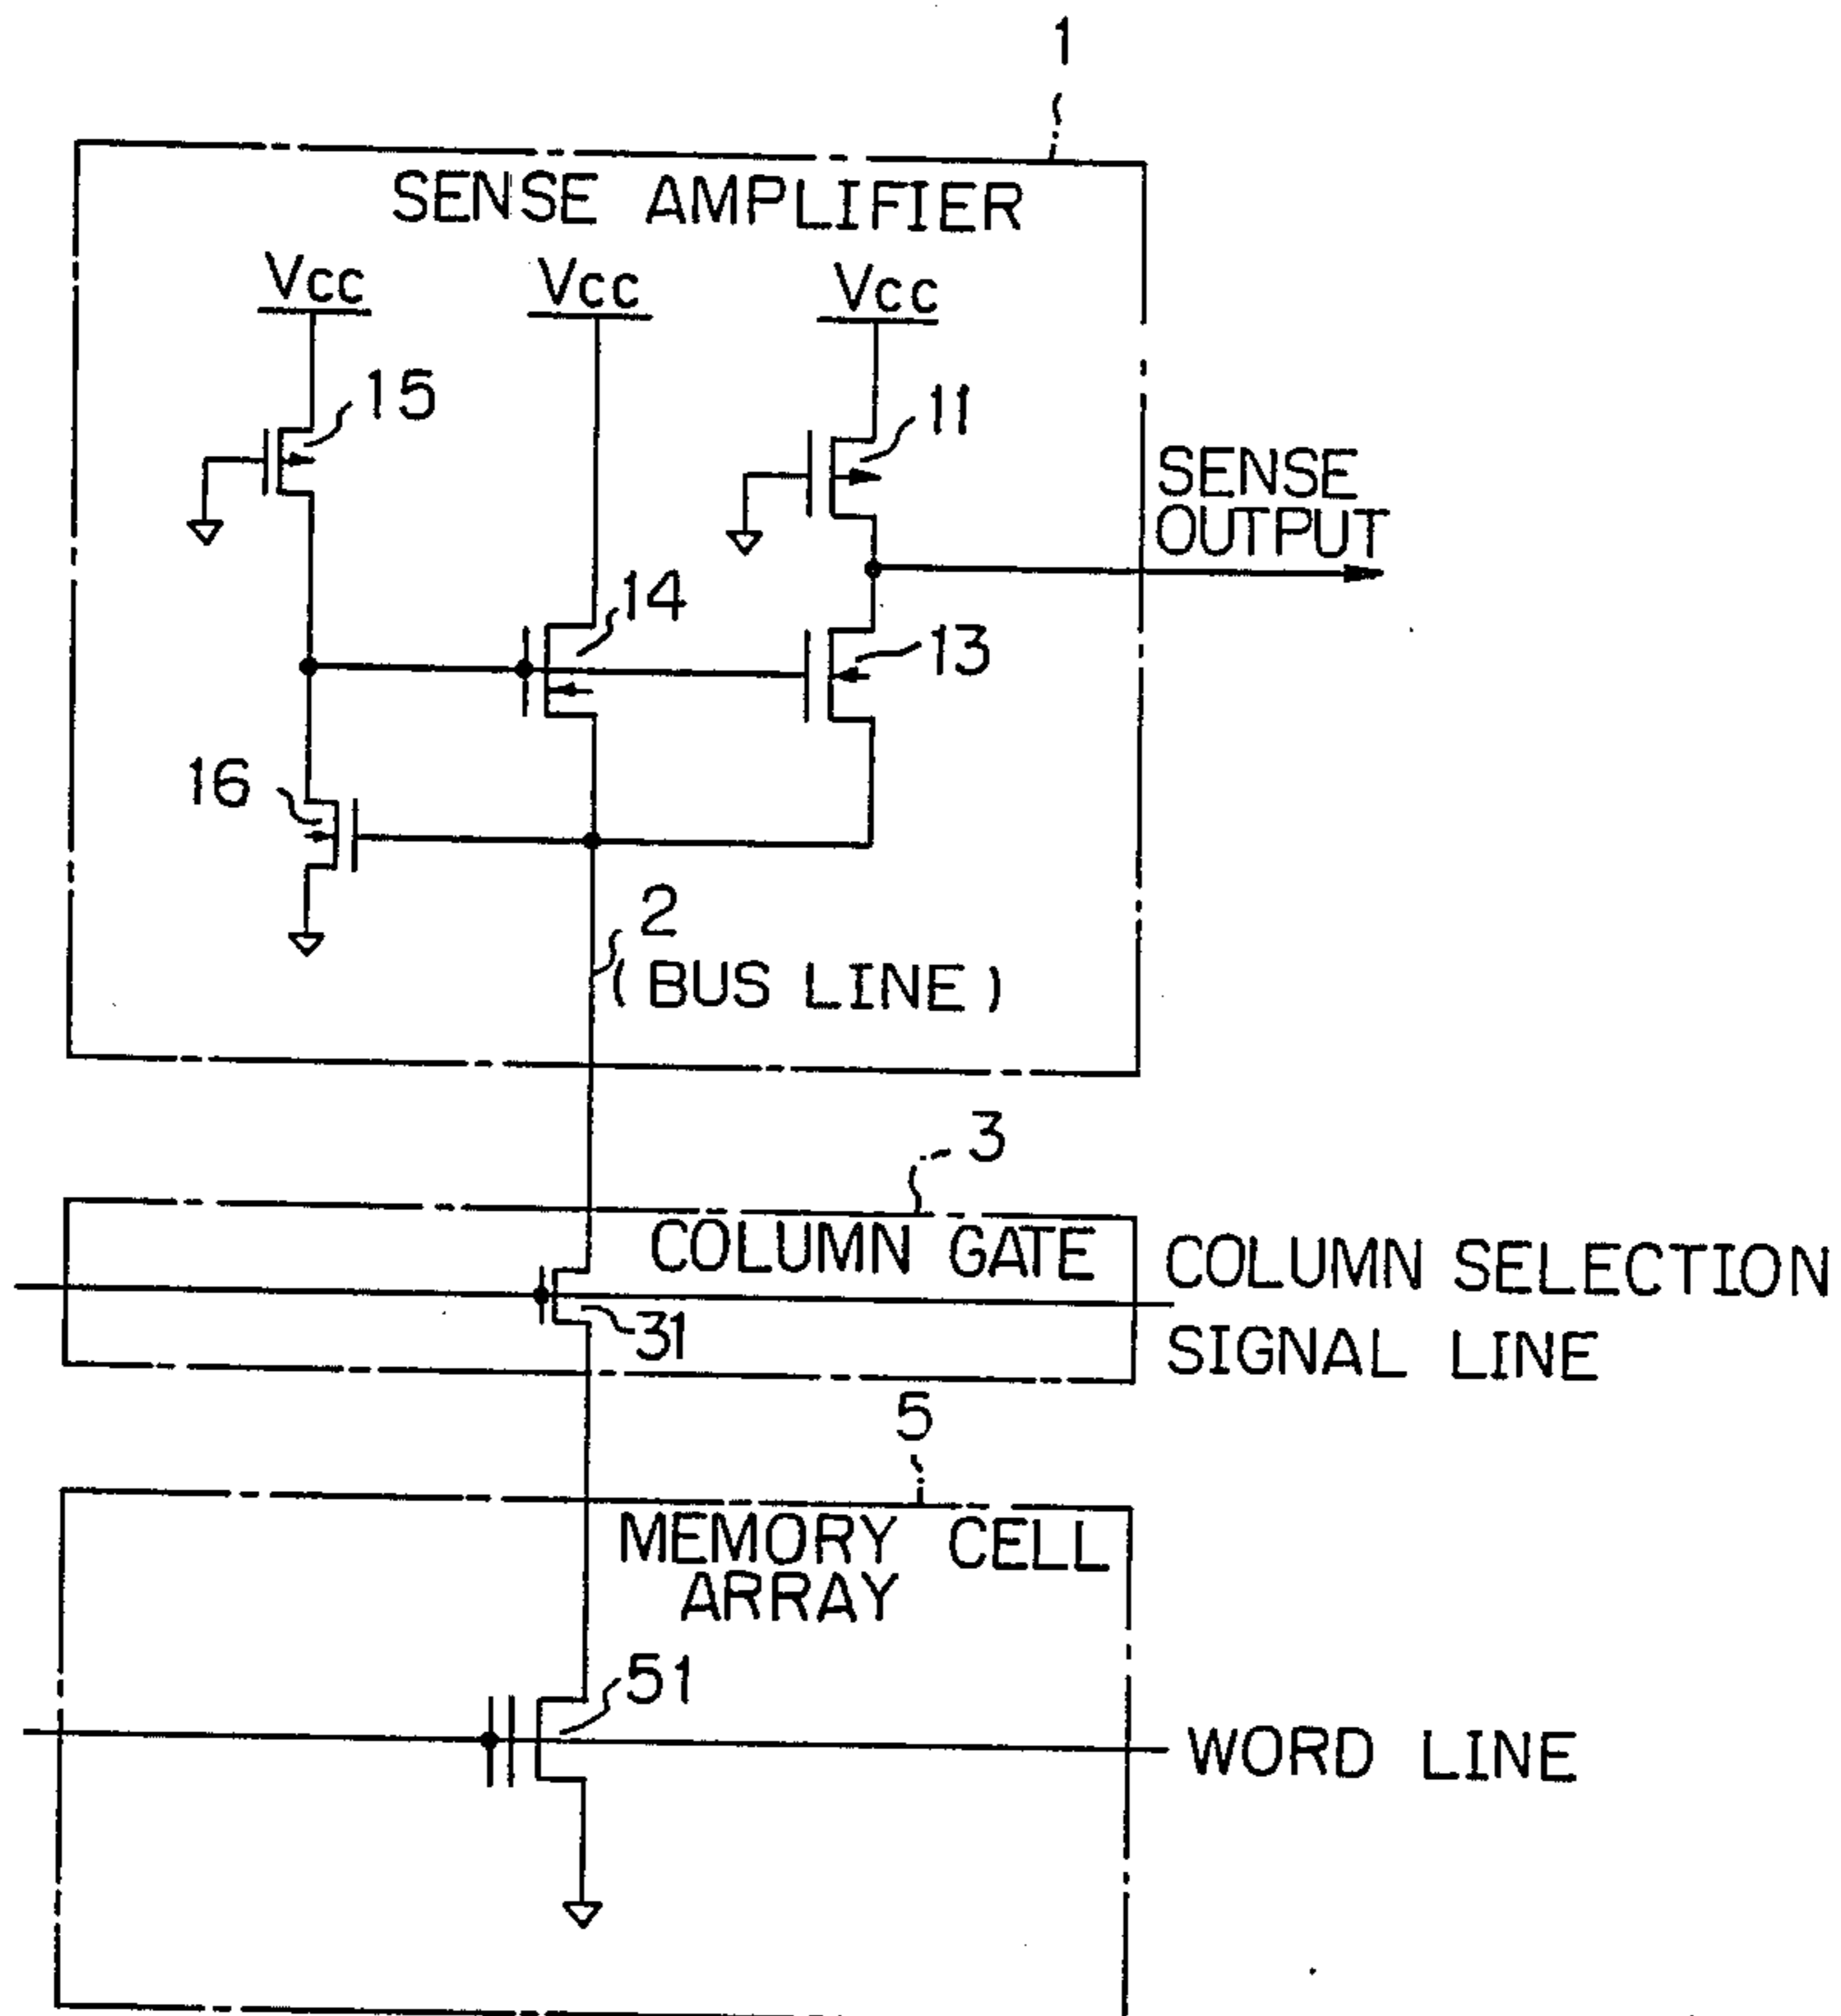 1
SENSE AMPLIFIER
Vcc Vcc Vcc
15
11
SENSE
OUTPUT
14
13
16
2
(BUS LINE)
3
COLUMN GATE
COLUMN SELECTION
31
SIGNAL LINE
5
MEMORY CELL
ARRAY
51
WORD LINE